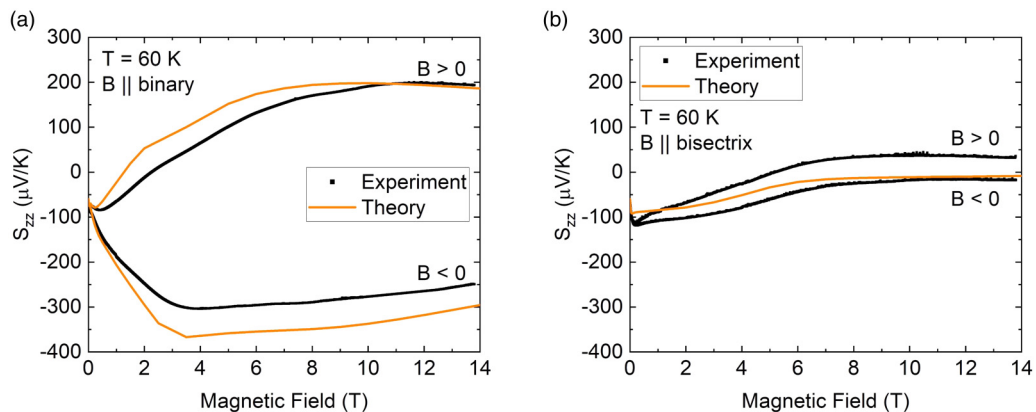 (a)
300
200
100
0
-100
-200
-300
-400
S_zz (μV/K)
T = 60 K
B || binary
B > 0
Experiment
Theory
B < 0
0 2 4 6 8 10 12 14
Magnetic Field (T)
(b)
300
200
100
0
-100
-200
-300
-400
S_zz (μV/K)
Experiment
Theory
T = 60 K
B || bisectrix
B > 0
B < 0
0 2 4 6 8 10 12 14
Magnetic Field (T)